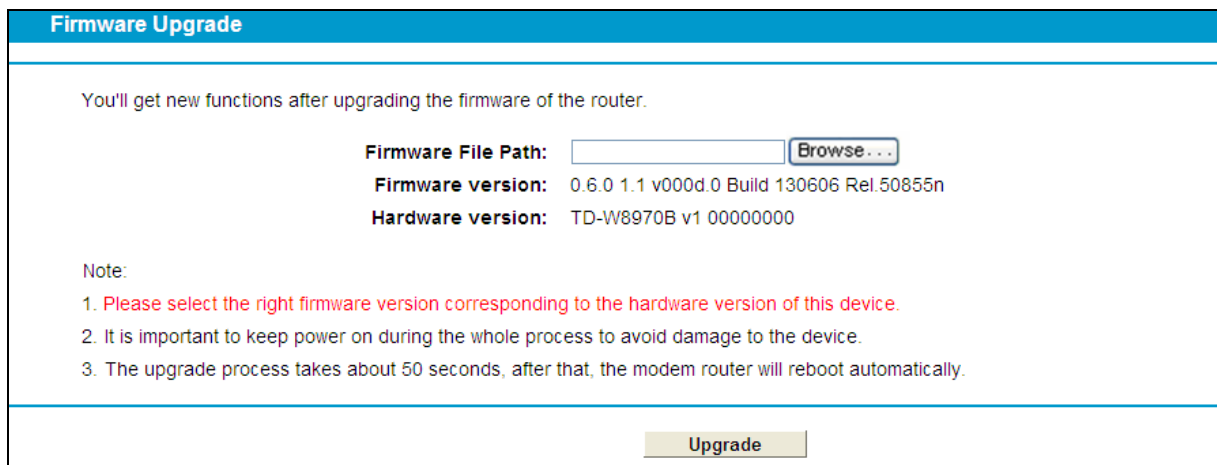 Firmware Upgrade
You'll get new functions after upgrading the firmware of the router.
Firmware File Path: Browse...
Firmware version: 0.6.0 1.1 v000d.0 Build 130606 Rel.50855n
Hardware version: TD-W8970B v1 00000000
Note:
1. Please select the right firmware version corresponding to the hardware version of this device.
2. It is important to keep power on during the whole process to avoid damage to the device.
3. The upgrade process takes about 50 seconds, after that, the modem router will reboot automatically.
Upgrade